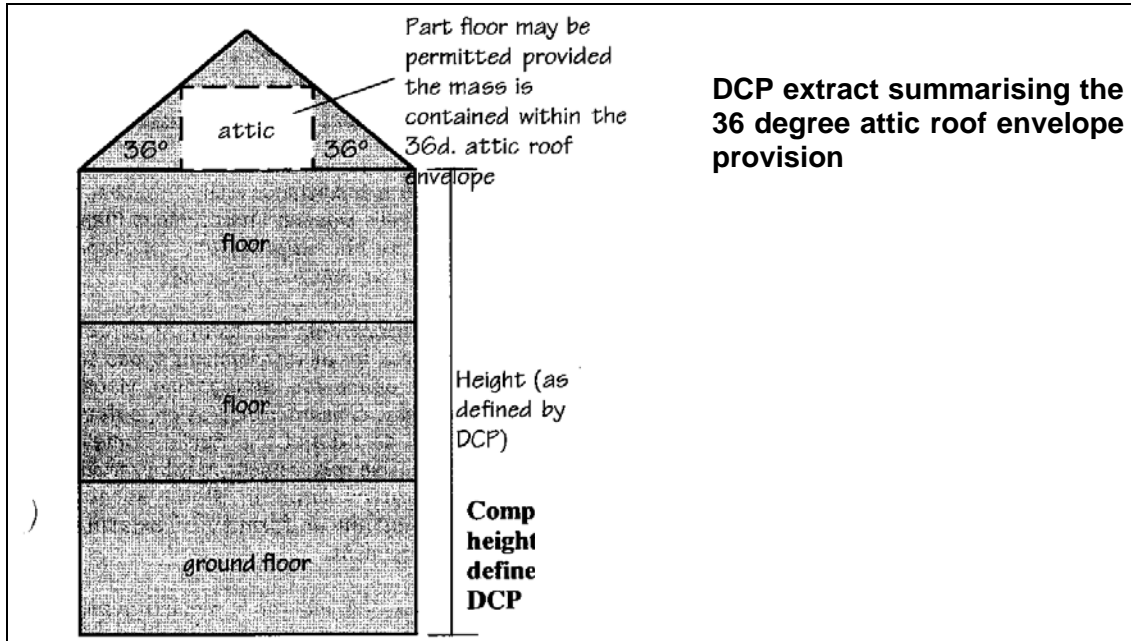 Part floor may be
permitted provided
the mass is
contained within the
36d. attic roof
envelope
DCP extract summarising the
36 degree attic roof envelope
provision
attic
36° 36°
floor
floor
Height (as
defined by
DCP)
)
Comp
height
define
DCP
ground floor